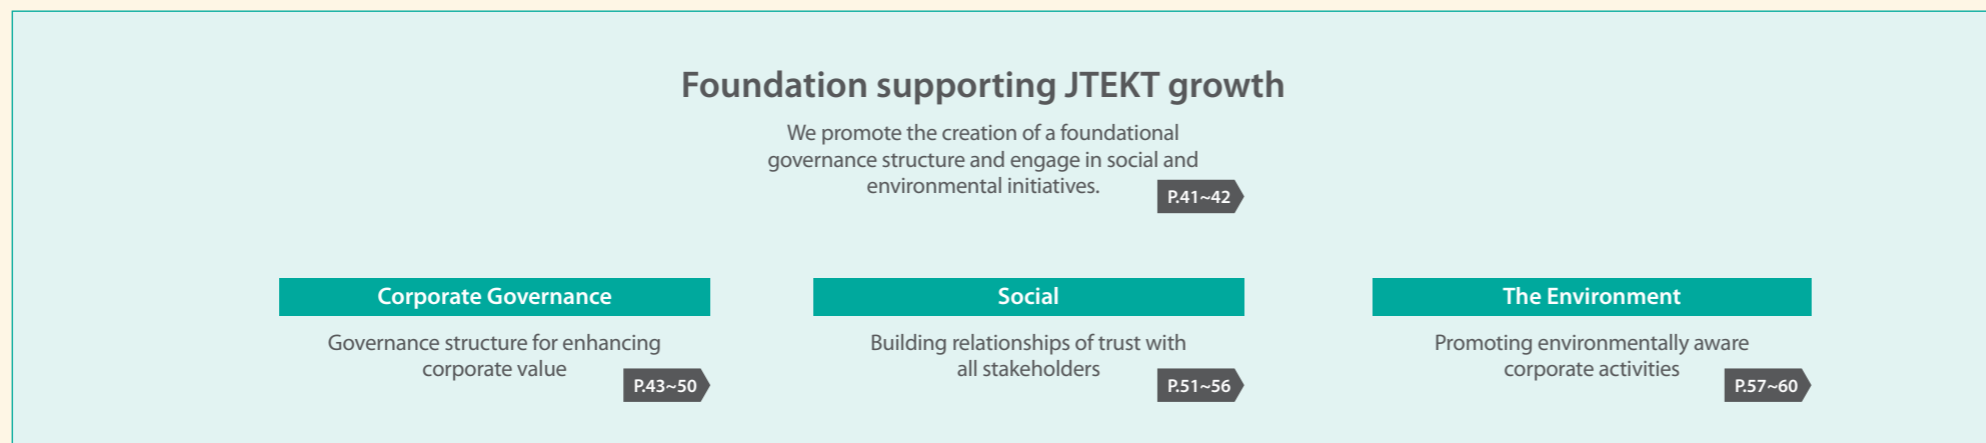 Foundation supporting JTEKT growth
We promote the creation of a foundational
governance structure and engage in social and
environmental initiatives.
P.41~42
Corporate Governance
Governance structure for enhancing
corporate value
P.43~50
Social
Building relationships of trust with
all stakeholders
P.51~56
The Environment
Promoting environmentally aware
corporate activities
P.57~60